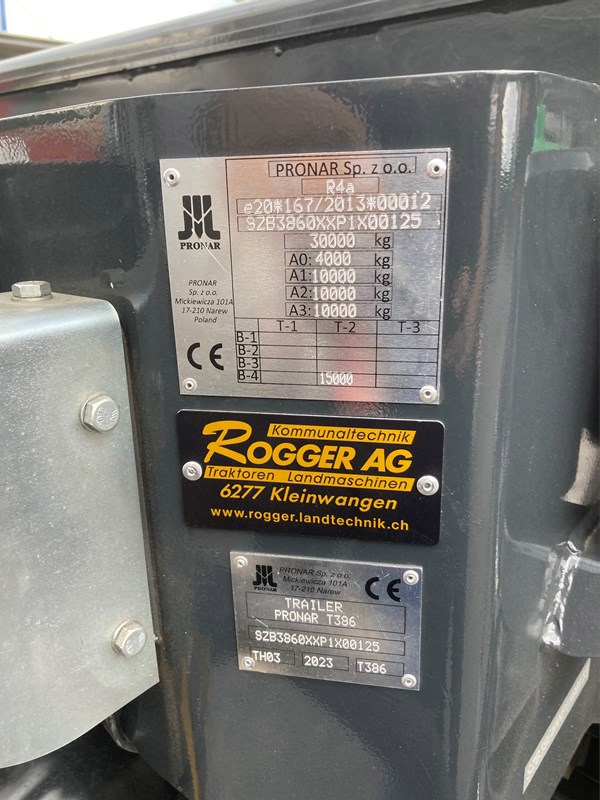 PRONAR Sp. z o.o.
R4a
e20*167/2013*00012
SZB3860XXP1X00125
30000 kg
A0: 4000 kg
A1: 10000 kg
A2: 10000 kg
A3: 10000 kg
T-1 T-2 T-3
B-1
B-2
B-3
B-4 15000
PRONAR
PRONAR
Sp. z o.o.
Mickiewicza 101A
17-210 Narew
Poland
CE
Kommunaltechnik
ROGGER AG
Traktoren Landmaschinen
6277 Kleinwangen
www.rogger.landtechnik.ch
PRONAR
PRONAR Sp. z o.o.
Mickiewicza 101A
17-210 Narew
CE
TRAILER
PRONAR T386
SZB3860XXP1X00125
TH03 2023 T386